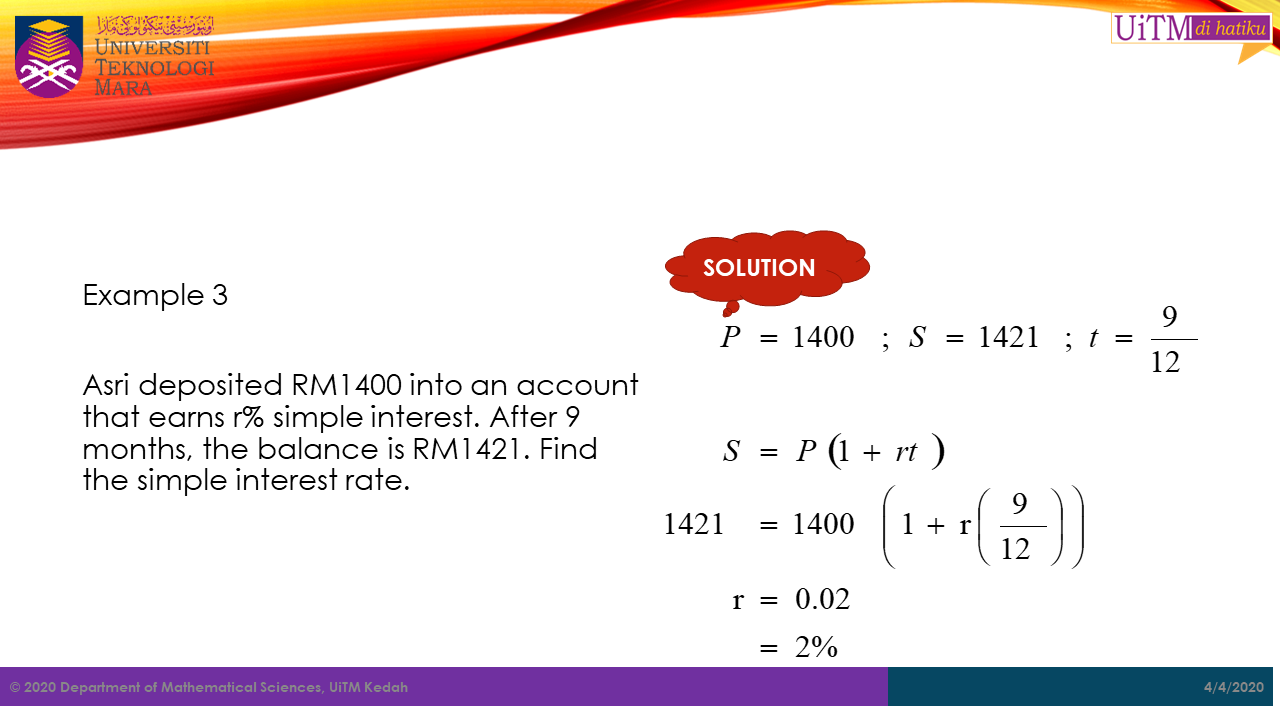 UNIVERSITI
TEKNOLOGI
MARA
UiTM di hatiku
Example 3
Asri deposited RM1400 into an account
that earns r% simple interest. After 9
months, the balance is RM1421. Find
the simple interest rate.
SOLUTION
P = 1400 ; S = 1421 ; t = 9/12
S = P (1 + rt )
1421 = 1400 (1 + r(9/12))
r = 0.02
= 2%
© 2020 Department of Mathematical Sciences, UiTM Kedah
4/4/2020